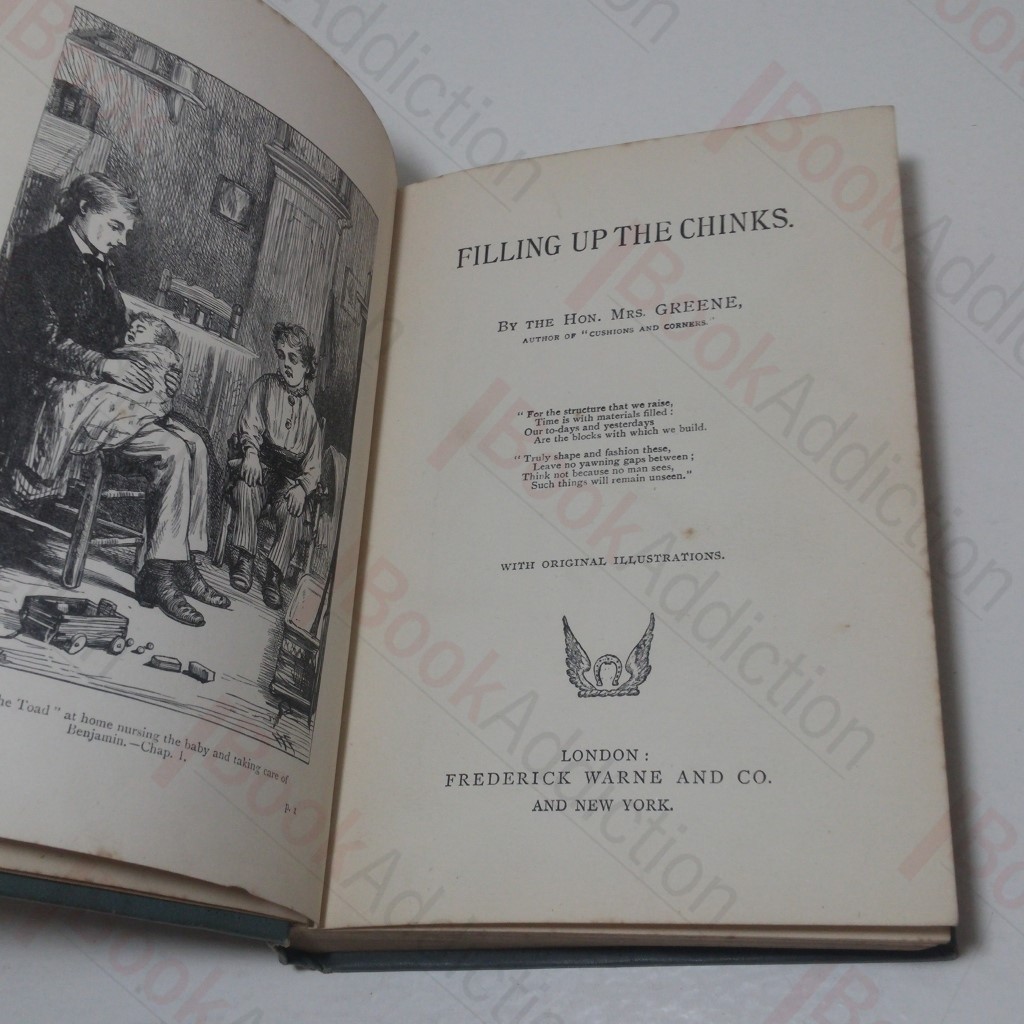 he Toad" at home nursing the baby and taking care of
Benjamin.—Chap. 1.
p. 1
FILLING UP THE CHINKS.
BY THE HON. MRS. GREENE,
AUTHOR OF "CUSHIONS AND CORNERS."
"For the structure that we raise,
Time is with materials filled:
Our to-days and yesterdays
Are the blocks with which we build.
"Truly shape and fashion these,
Leave no yawning gaps between;
Think not because no man sees,
Such things will remain unseen."
WITH ORIGINAL ILLUSTRATIONS.
LONDON:
FREDERICK WARNE AND CO.
AND NEW YORK.
BookAddiction